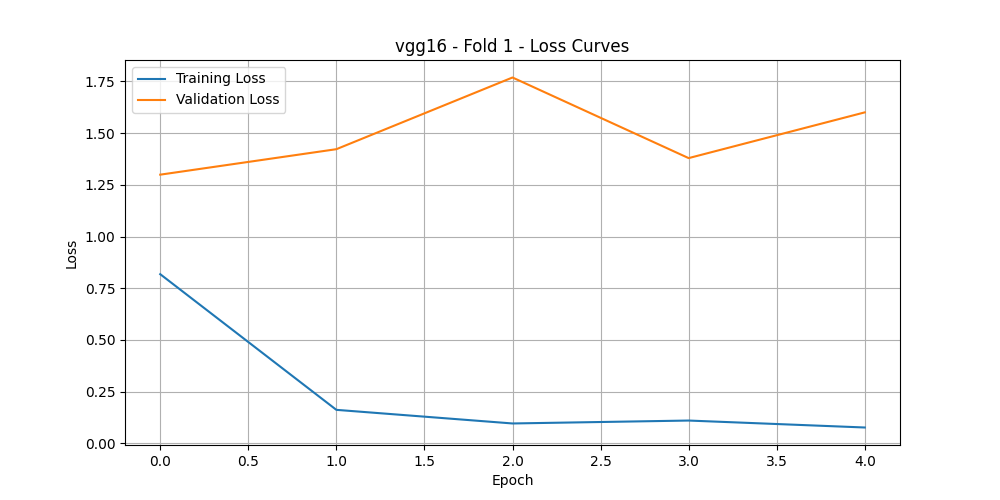 vgg16 - Fold 1 - Loss Curves
Training Loss
Validation Loss
1.75
1.50
1.25
1.00
0.75
0.50
0.25
0.00
Loss
0.0 0.5 1.0 1.5 2.0 2.5 3.0 3.5 4.0
Epoch